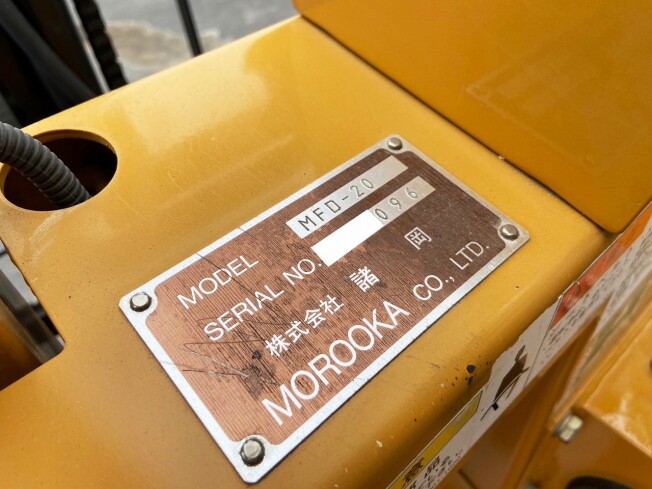 MODEL MFD-20
SERIAL NO. 096
株式会社 諸岡
MOROOKA CO., LTD.